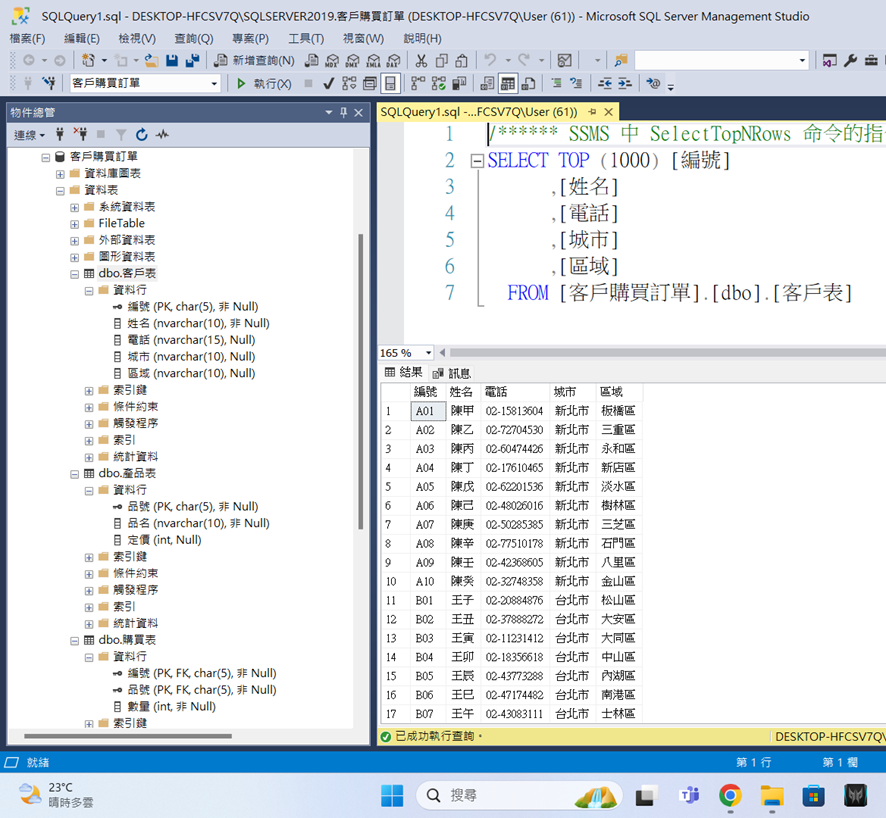 SQLQuery1.sql - DESKTOP-HFCSV7Q\SQLSERVER2019.客戶購買訂單 (DESKTOP-HFCSV7Q\User (61)) - Microsoft SQL Server Management Studio
檔案(F) 編輯(E) 檢視(V) 查詢(Q) 專案(P) 工具(T) 視窗(W) 說明(H)
新增查詢(Q)
客戶購買訂單 執行(X)
物件總管
連線
客戶購買訂單
資料庫圖表
資料表
系統資料表
FileTable
外部資料表
圖形資料表
dbo.客戶表
資料行
編號 (PK, char(5), 非 Null)
姓名 (nvarchar(10), 非 Null)
電話 (nvarchar(15), Null)
城市 (nvarchar(10), Null)
區域 (nvarchar(10), Null)
索引鍵
條件約束
觸發程序
索引
統計資料
dbo.產品表
資料行
品號 (PK, char(5), 非 Null)
品名 (nvarchar(10), 非 Null)
定價 (int, Null)
索引鍵
條件約束
觸發程序
索引
統計資料
dbo.購買表
資料行
編號 (PK, FK, char(5), 非 Null)
品號 (PK, FK, char(5), 非 Null)
數量 (int, 非 Null)
索引鍵
SQLQuery1.sql -...FCSV7Q\User (61))
1 /****** SSMS 中 SelectTopNRows 命令的指
2 SELECT TOP (1000) [編號]
3 ,[姓名]
4 ,[電話]
5 ,[城市]
6 ,[區域]
7 FROM [客戶購買訂單].[dbo].[客戶表]
165 %
結果 訊息
編號 姓名 電話 城市 區域
1 A01 陳甲 02-15813604 新北市 板橋區
2 A02 陳乙 02-72704530 新北市 三重區
3 A03 陳丙 02-60474426 新北市 永和區
4 A04 陳丁 02-17610465 新北市 新店區
5 A05 陳戊 02-62201536 新北市 淡水區
6 A06 陳己 02-48026016 新北市 樹林區
7 A07 陳庚 02-50285385 新北市 三芝區
8 A08 陳辛 02-77510178 新北市 石門區
9 A09 陳壬 02-42368605 新北市 八里區
10 A10 陳癸 02-32748358 新北市 金山區
11 B01 王子 02-20884876 台北市 松山區
12 B02 王丑 02-37888272 台北市 大安區
13 B03 王寅 02-11231412 台北市 大同區
14 B04 王卯 02-18356618 台北市 中山區
15 B05 王辰 02-43773288 台北市 內湖區
16 B06 王巳 02-47174482 台北市 南港區
17 B07 王午 02-43083111 台北市 士林區
已成功執行查詢。 DESKTOP-HFCSV7Q\
就緒 第 1 行 第 1 欄
23°C
晴時多雲
搜尋